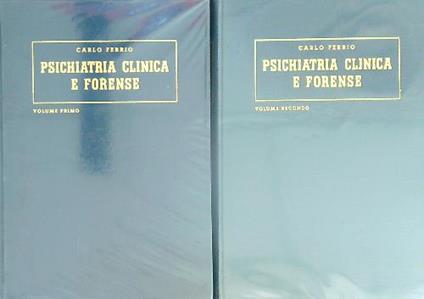 CARLO FERRIO
PSICHIATRIA CLINICA
E FORENSE
VOLUME PRIMO
CARLO FERRIO
PSICHIATRIA CLINICA
E FORENSE
VOLUME SECONDO